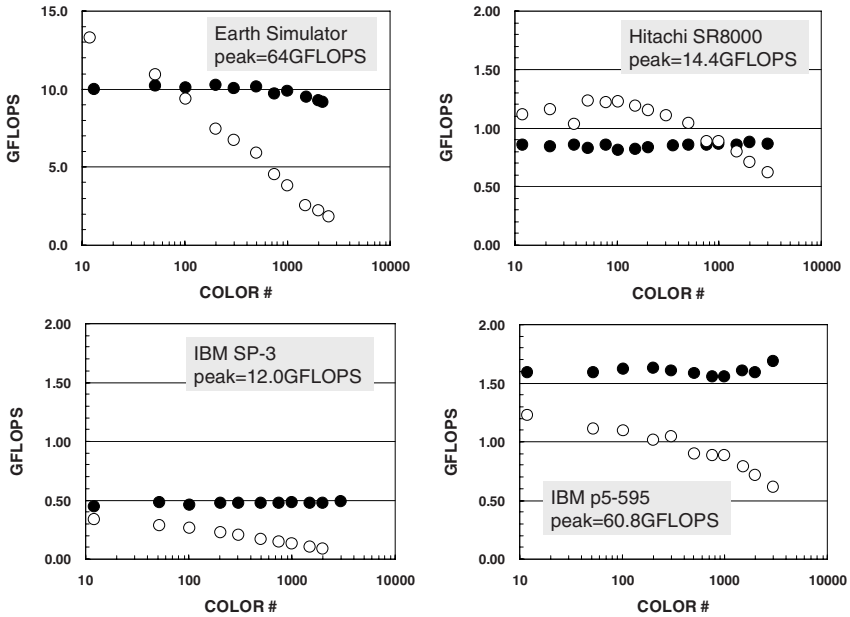 15.0
10.0
5.0
0.0
GFLOPS
Earth Simulator
peak=64GFLOPS
10
100
1000
10000
COLOR #
2.00
1.50
1.00
0.50
0.00
GFLOPS
Hitachi SR8000
peak=14.4GFLOPS
10
100
1000
10000
COLOR #
2.00
1.50
1.00
0.50
0.00
GFLOPS
IBM SP-3
peak=12.0GFLOPS
10
100
1000
10000
COLOR #
2.00
1.50
1.00
0.50
0.00
GFLOPS
IBM p5-595
peak=60.8GFLOPS
10
100
1000
10000
COLOR #